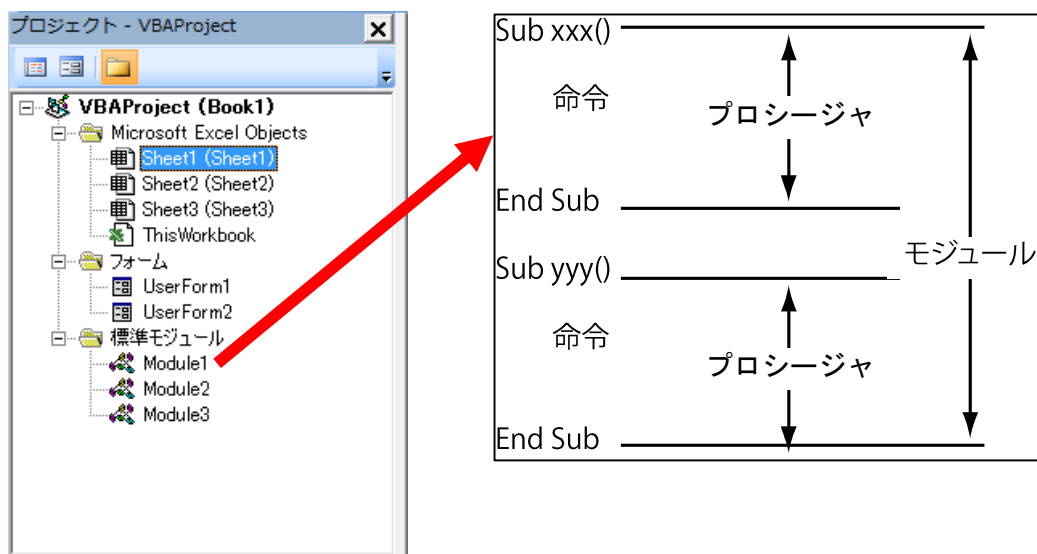 プロジェクト - VBAProject
VBAProject (Book1)
Microsoft Excel Objects
Sheet1 (Sheet1)
Sheet2 (Sheet2)
Sheet3 (Sheet3)
ThisWorkbook
フォーム
UserForm1
UserForm2
標準モジュール
Module1
Module2
Module3
Sub xxx()
命令
プロシージャ
End Sub
モジュール
Sub yyy()
命令
プロシージャ
End Sub